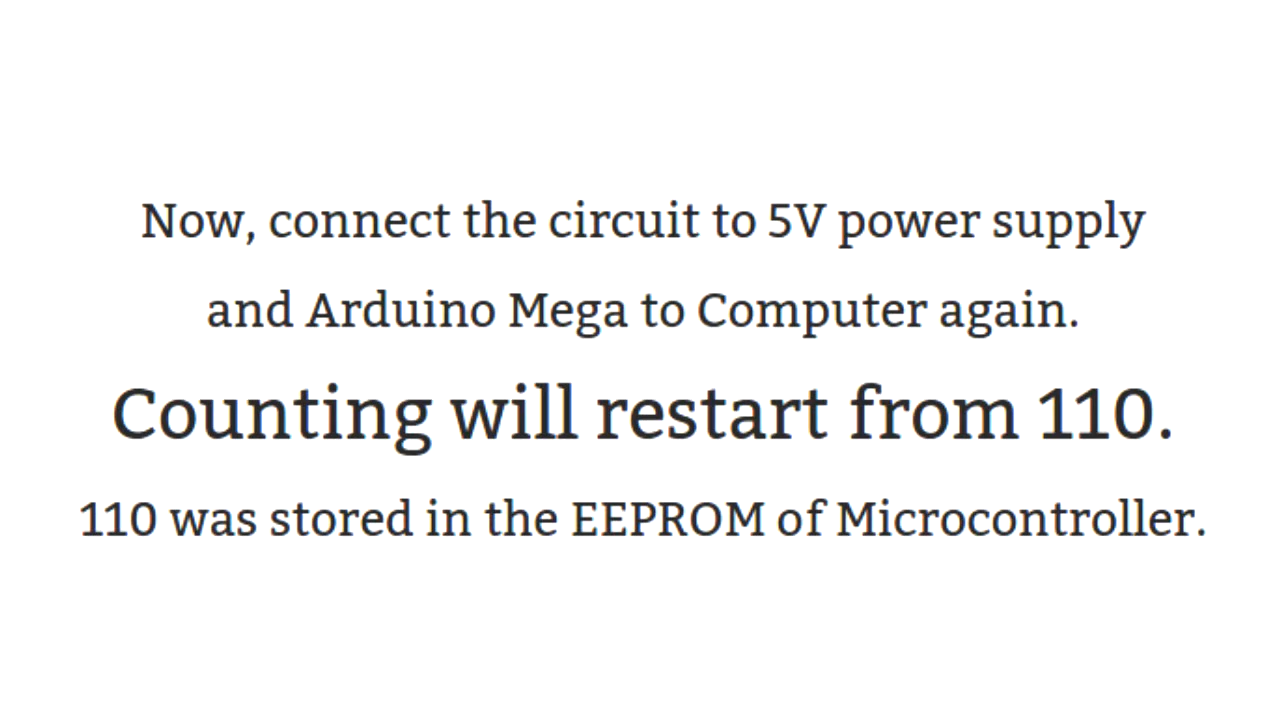 Now, connect the circuit to 5V power supply
and Arduino Mega to Computer again.
Counting will restart from 110.
110 was stored in the EEPROM of Microcontroller.